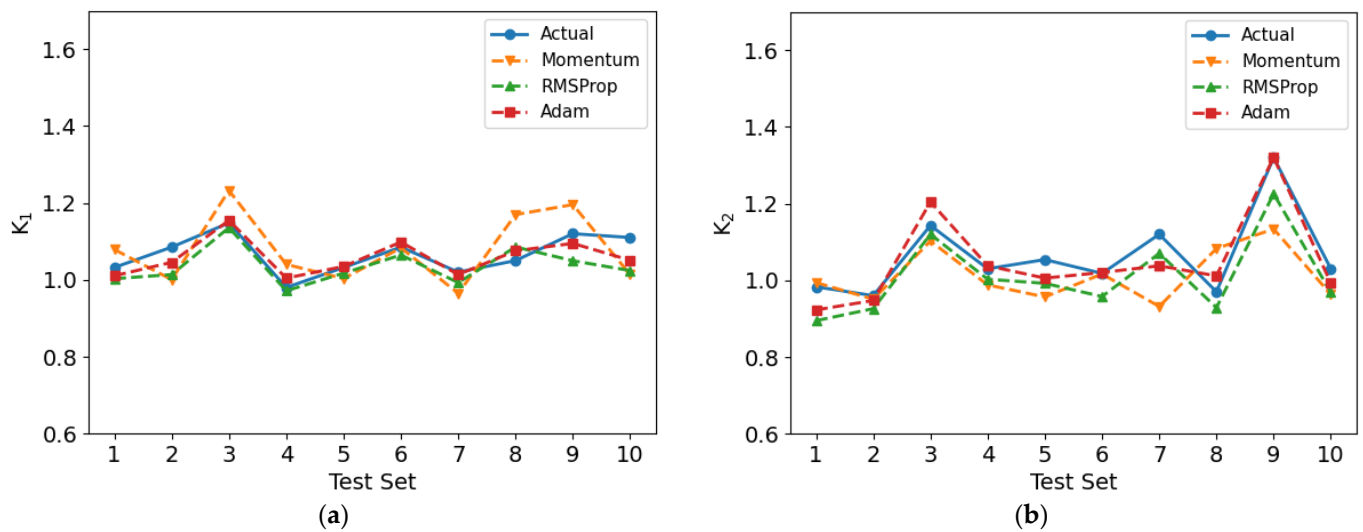 1.6
1.4
1.2
1.0
0.8
0.6
K₁
Actual
Momentum
RMSProp
Adam
1 2 3 4 5 6 7 8 9 10
Test Set
(a)
1.6
1.4
1.2
1.0
0.8
0.6
K₂
Actual
Momentum
RMSProp
Adam
1 2 3 4 5 6 7 8 9 10
Test Set
(b)